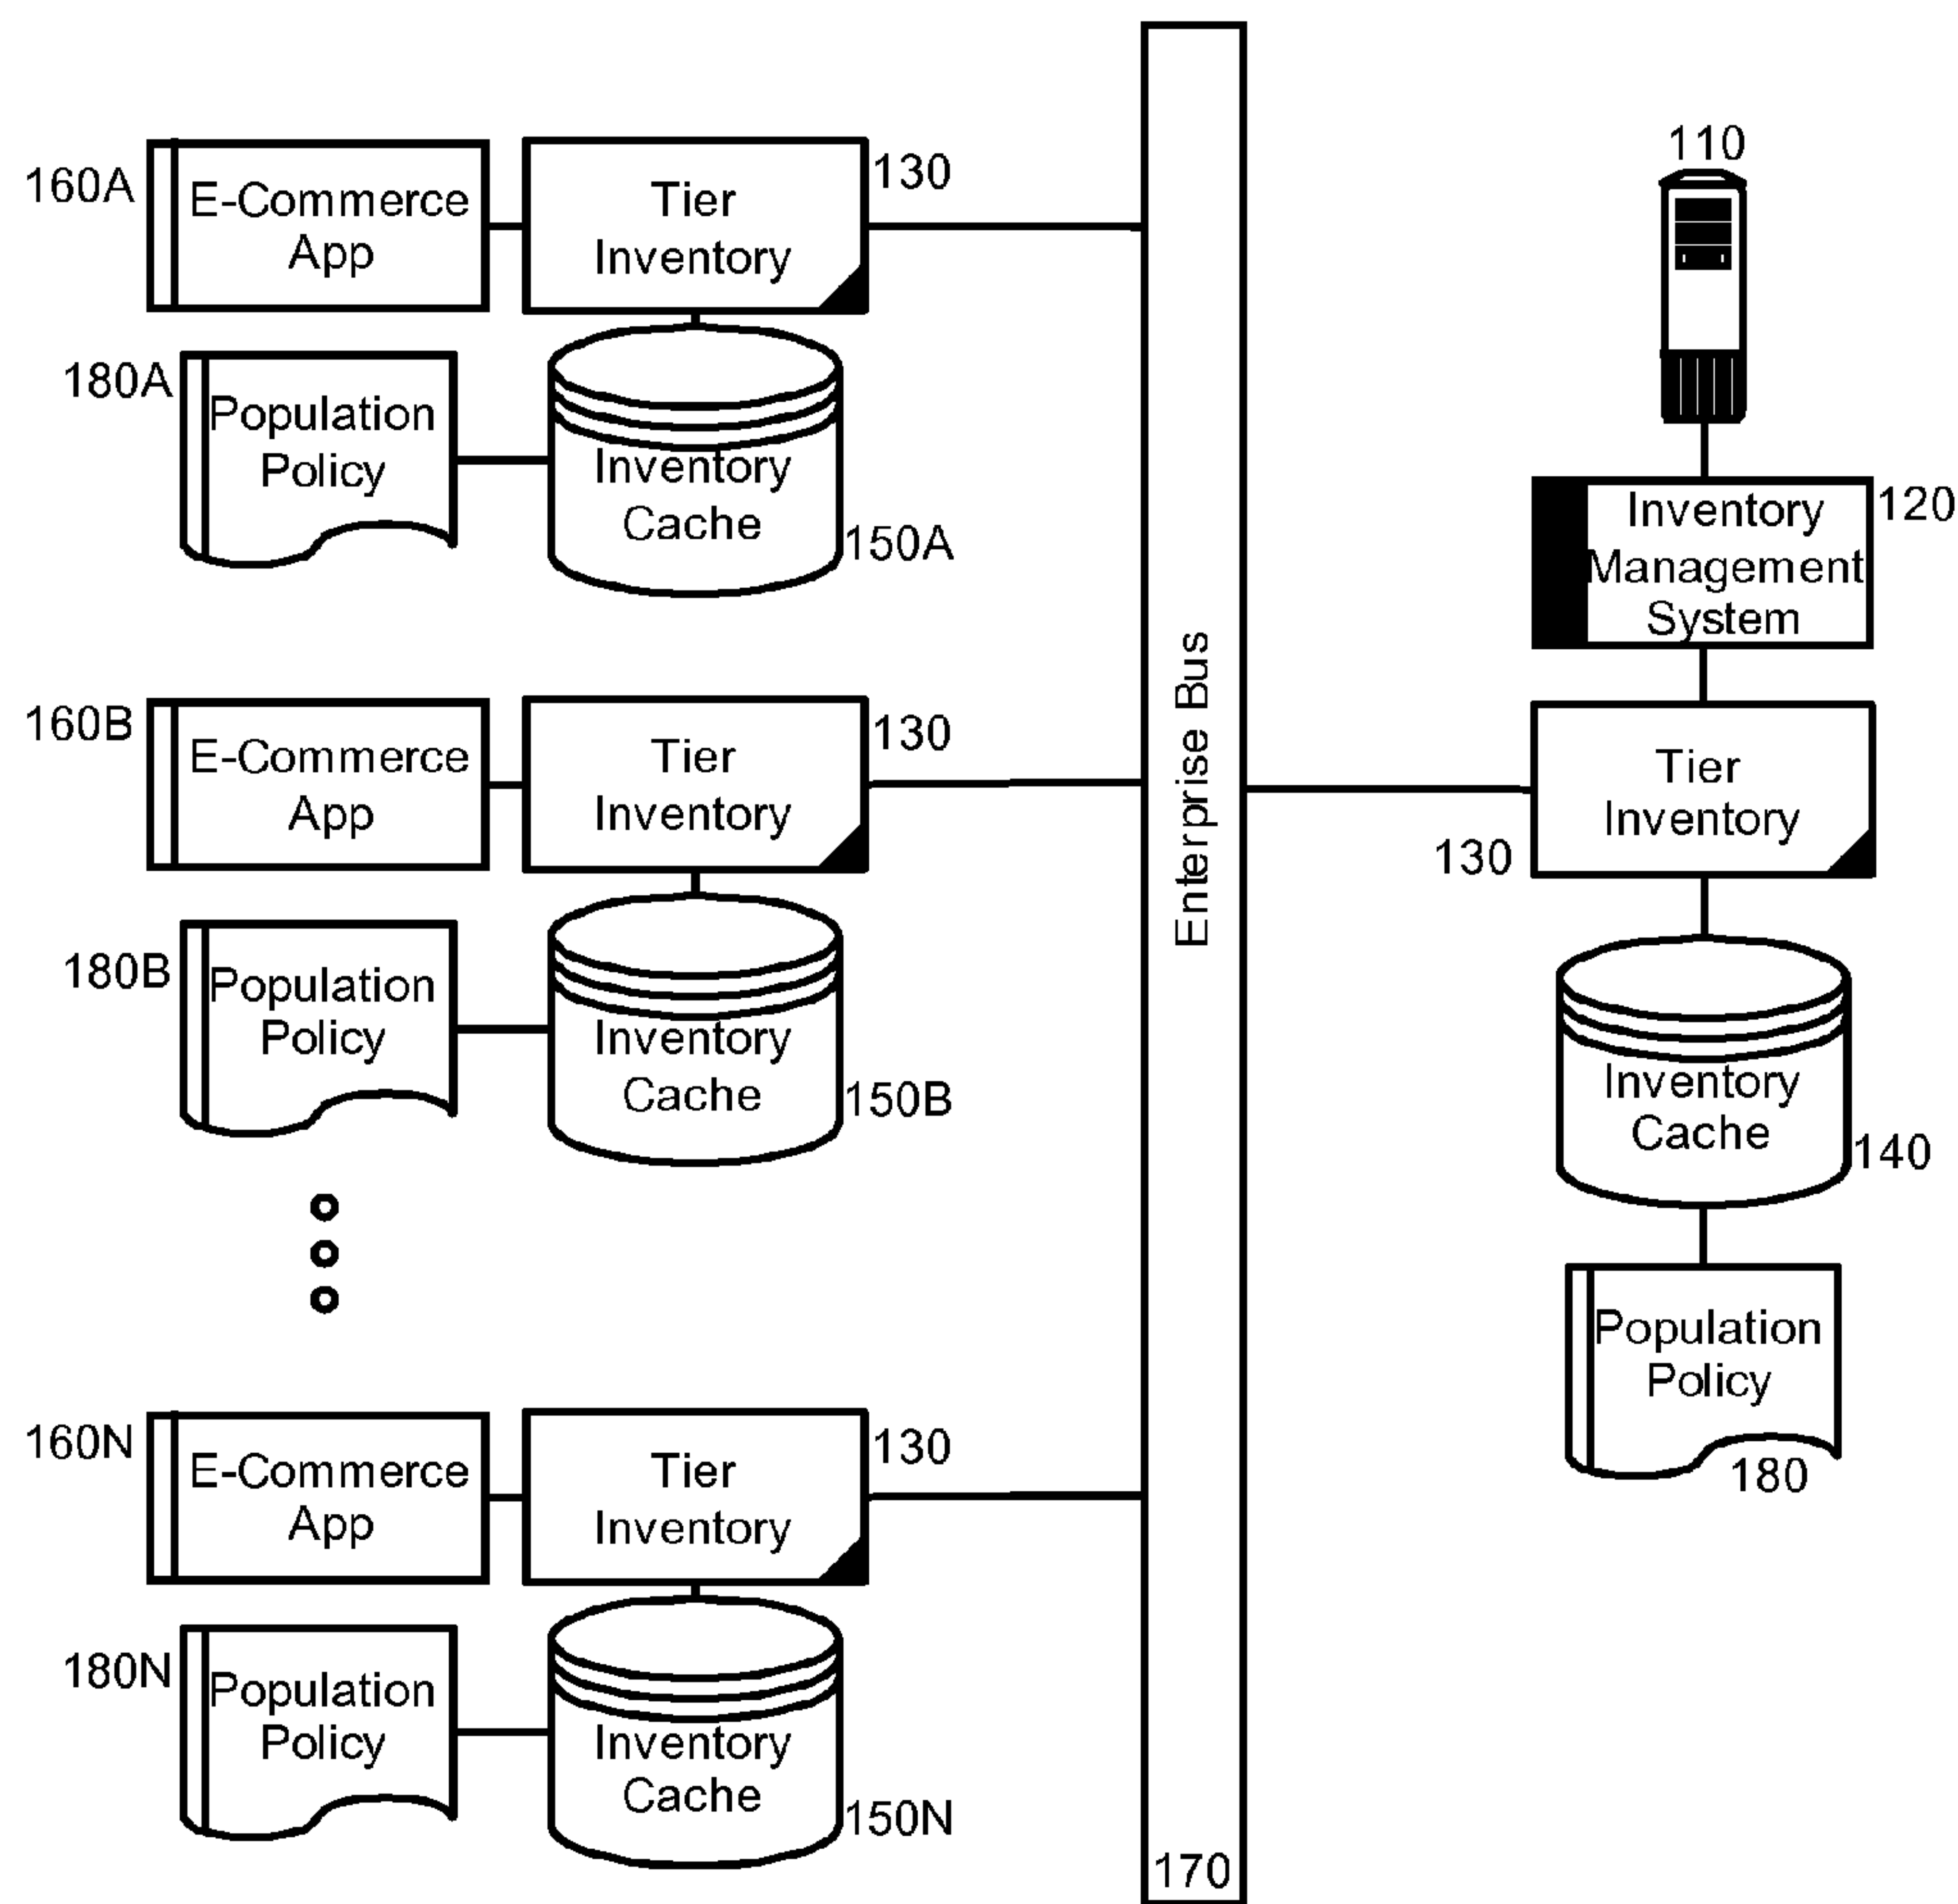 160A
E-Commerce
App
Tier
Inventory
130
180A
Population
Policy
Inventory
Cache
150A
160B
E-Commerce
App
Tier
Inventory
130
180B
Population
Policy
Inventory
Cache
150B
160N
E-Commerce
App
Tier
Inventory
130
180N
Population
Policy
Inventory
Cache
150N
Enterprise Bus
170
110
Inventory
Management
System
120
Tier
Inventory
130
Inventory
Cache
140
Population
Policy
180